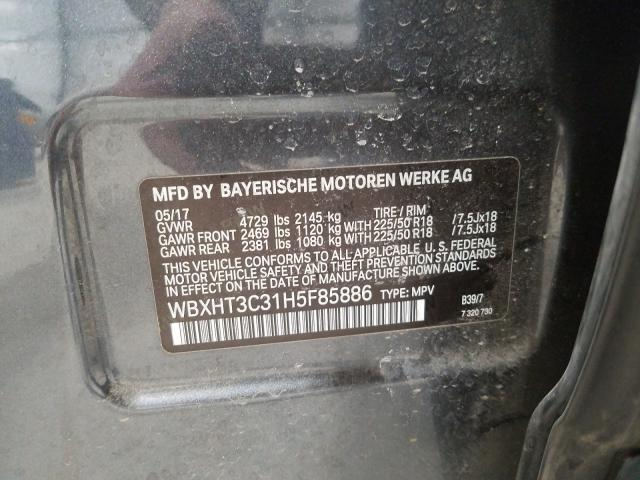 MFD BY BAYERISCHE MOTOREN WERKE AG
05/17 TIRE / RIM
GVWR 4729 lbs 2145 kg
GAWR FRONT 2469 lbs 1120 kg WITH 225/50 R18 /7.5Jx18
GAWR REAR 2381 lbs 1080 kg WITH 225/50 R18 /7.5Jx18
THIS VEHICLE CONFORMS TO ALL APPLICABLE U. S. FEDERAL
MOTOR VEHICLE SAFETY, BUMPER, AND THEFT PREVENTION STANDARDS
IN EFFECT ON THE DATE OF MANUFACTURE SHOWN ABOVE.
WBXHT3C31H5F85886 TYPE: MPV
B39/7
7 320 730